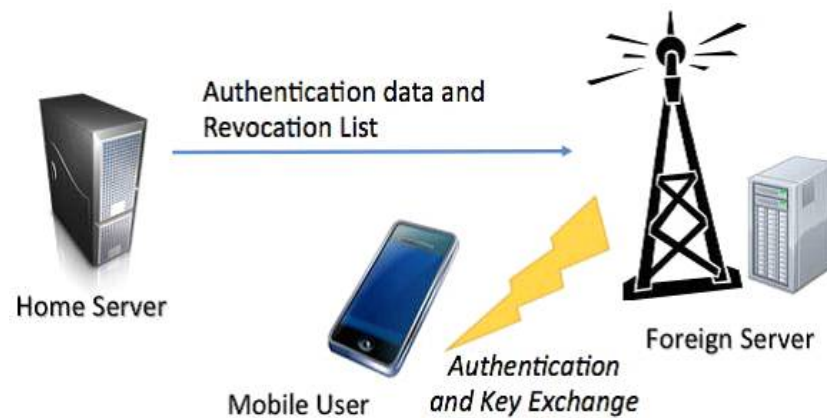 Authentication data and
Revocation List
Home Server
Foreign Server
Mobile User
Authentication
and Key Exchange